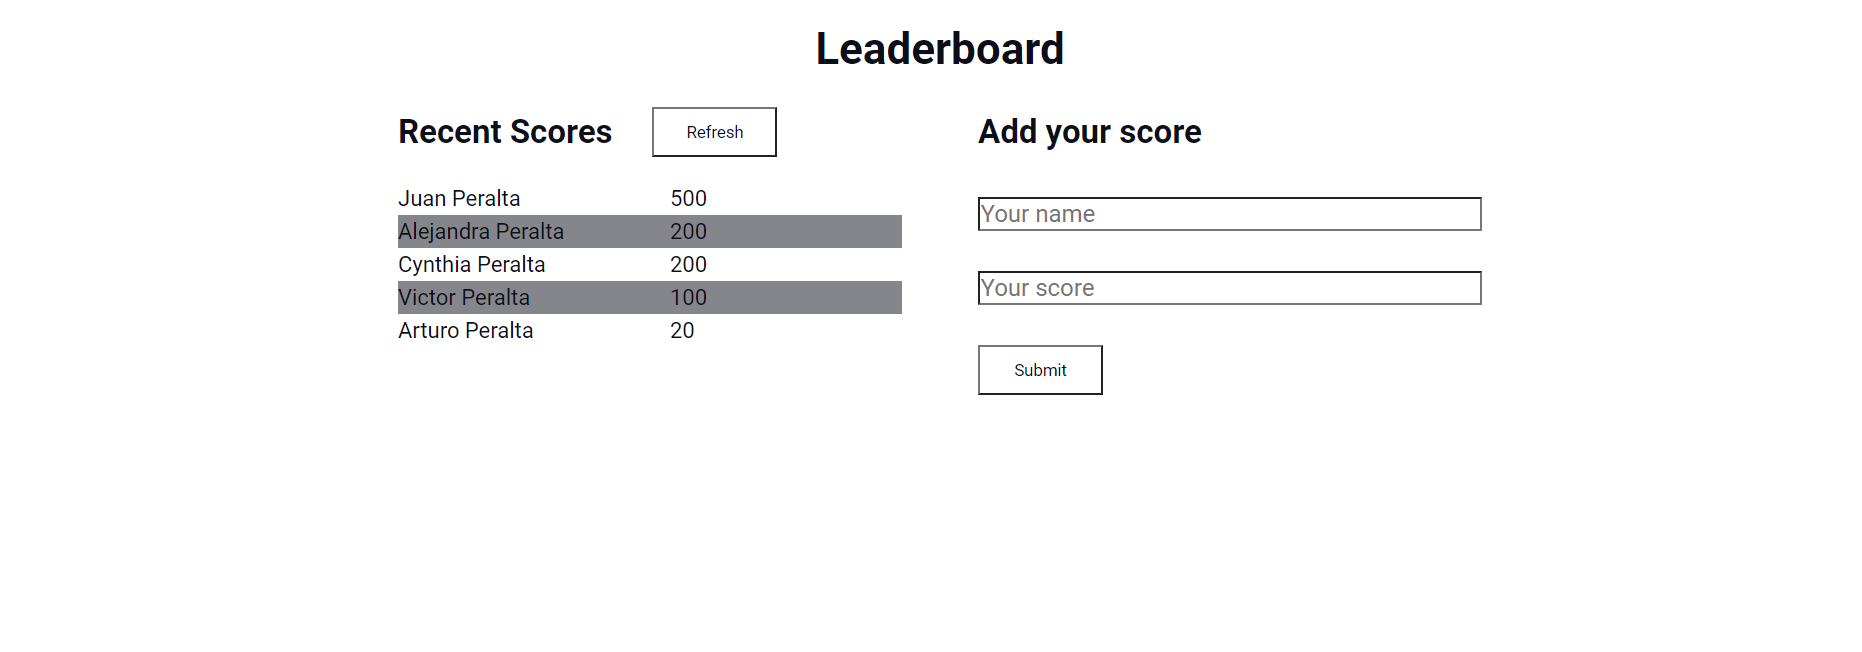 Leaderboard
Recent Scores
Refresh
Juan Peralta 500
Alejandra Peralta 200
Cynthia Peralta 200
Victor Peralta 100
Arturo Peralta 20
Add your score
Your name
Your score
Submit